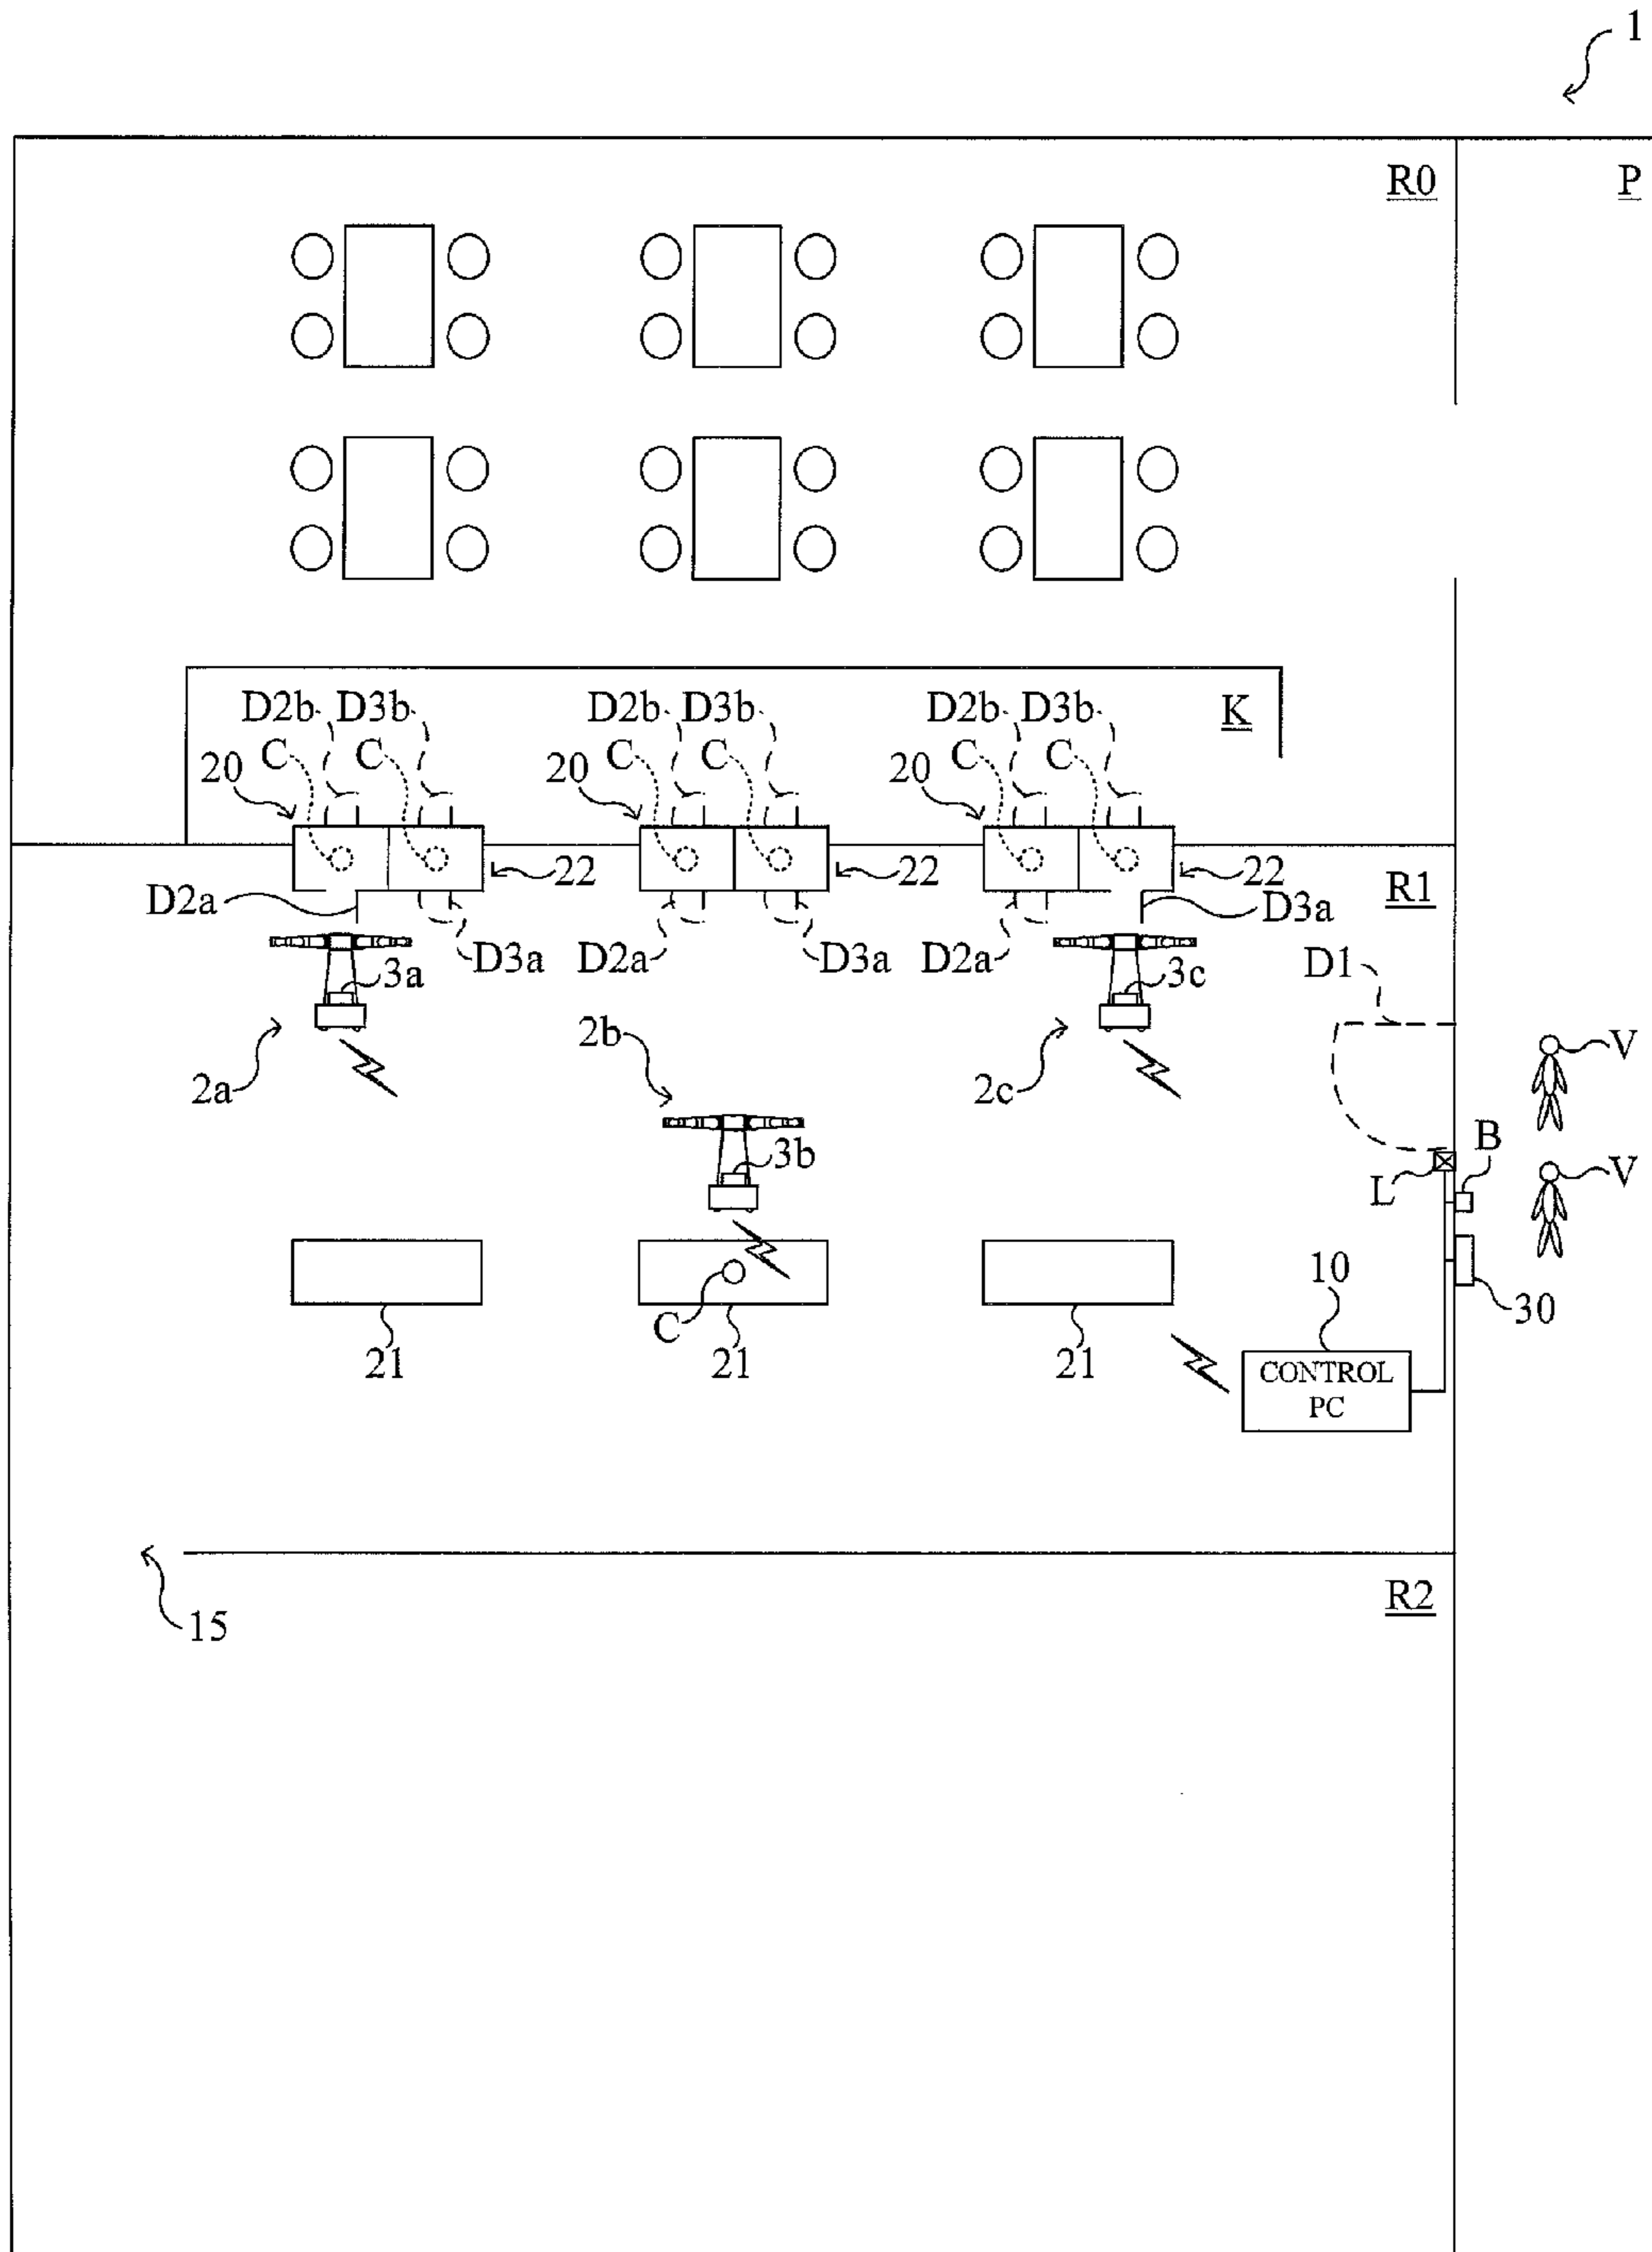 1
R0 P
D2b D3b D2b D3b D2b D3b K
20 C C 20 C C 20 C C
22 22 22 R1
D2a D3a D2a D3a D2a D3a
3a 3c D1
2a 2b 2c V
3b B V
L
10
C 30
21 21 21 CONTROL
PC
R2
15